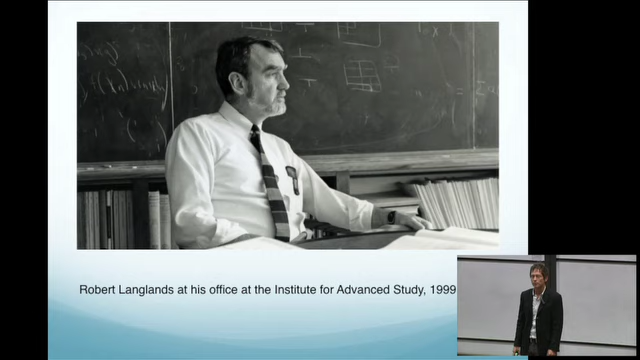 Robert Langlands at his office at the Institute for Advanced Study, 1999